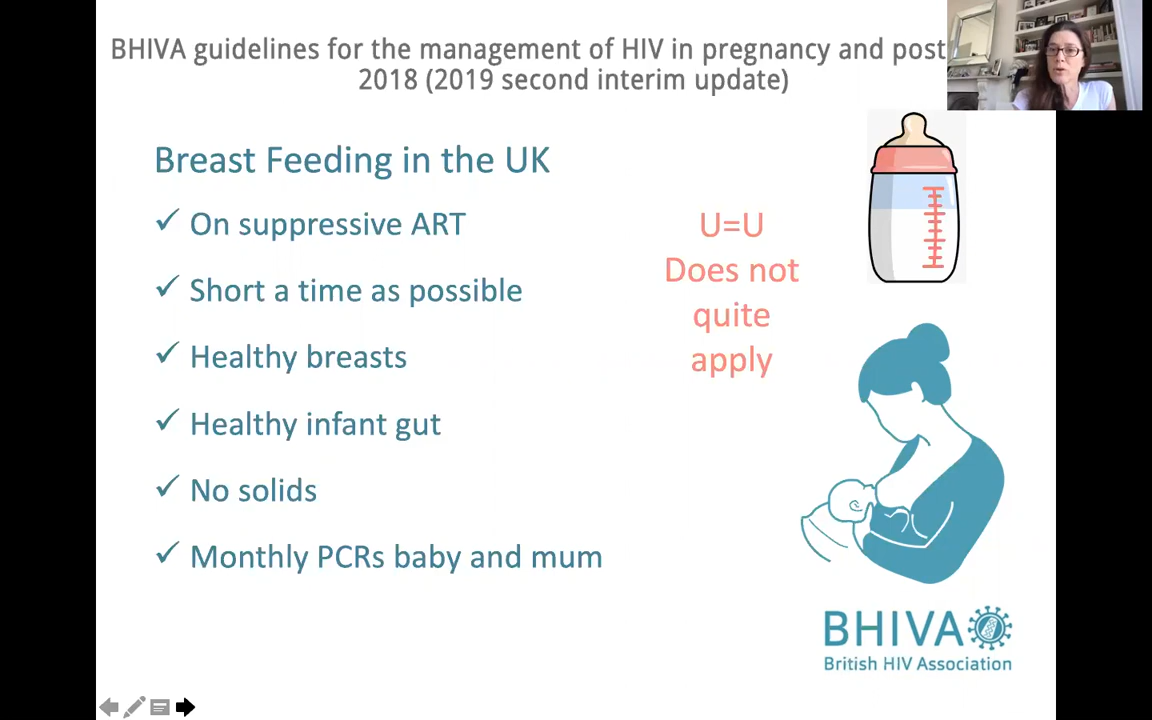 BHIVA guidelines for the management of HIV in pregnancy and post
2018 (2019 second interim update)
Breast Feeding in the UK
✓ On suppressive ART
✓ Short a time as possible
✓ Healthy breasts
✓ Healthy infant gut
✓ No solids
✓ Monthly PCRs baby and mum
U=U
Does not
quite
apply
BHIVA
British HIV Association